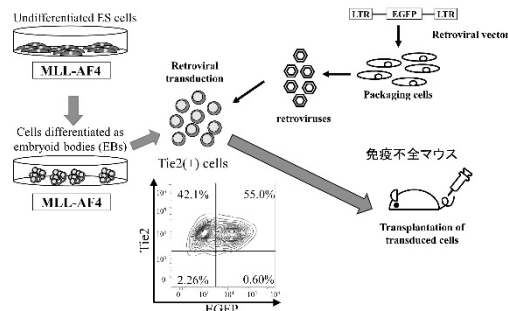 Undifferentiated ES cells
MLL-AF4
Cells differentiated as
embryoid bodies (EBs)
MLL-AF4
Retroviral
transduction
Tie2(+) cells
LTR
EGFP
LTR
Retroviral vector
Packaging cells
retroviruses
免疫不全マウス
Transplantation of
transduced cells
42.1%
55.0%
2.26%
0.60%
Tie2
EGFP